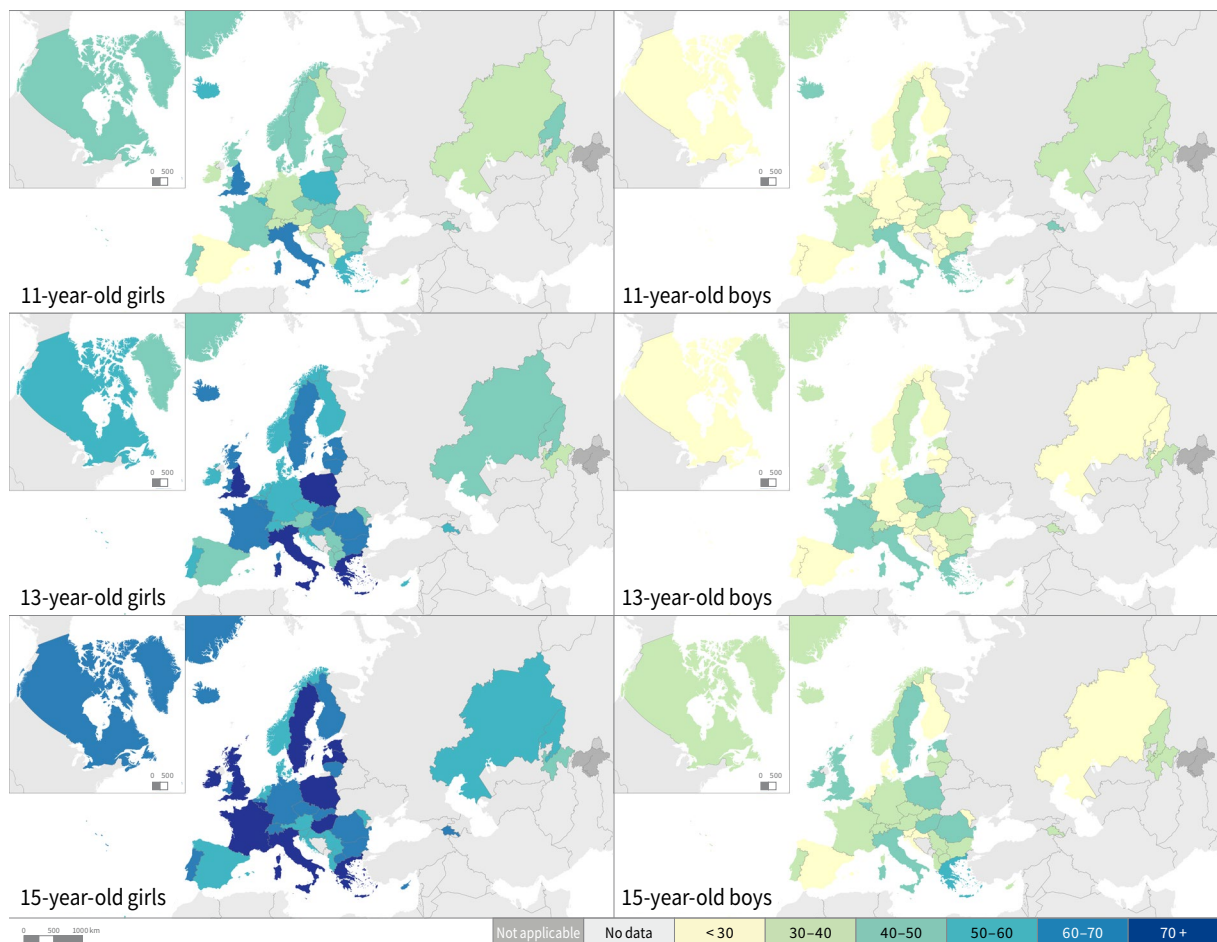 0 500
0 500
11-year-old girls
11-year-old boys
0 500
0 500
13-year-old girls
13-year-old boys
0 500
0 500
15-year-old girls
15-year-old boys
0 500 1000 km
Not applicable No data < 30 30–40 40–50 50–60 60–70 70 +